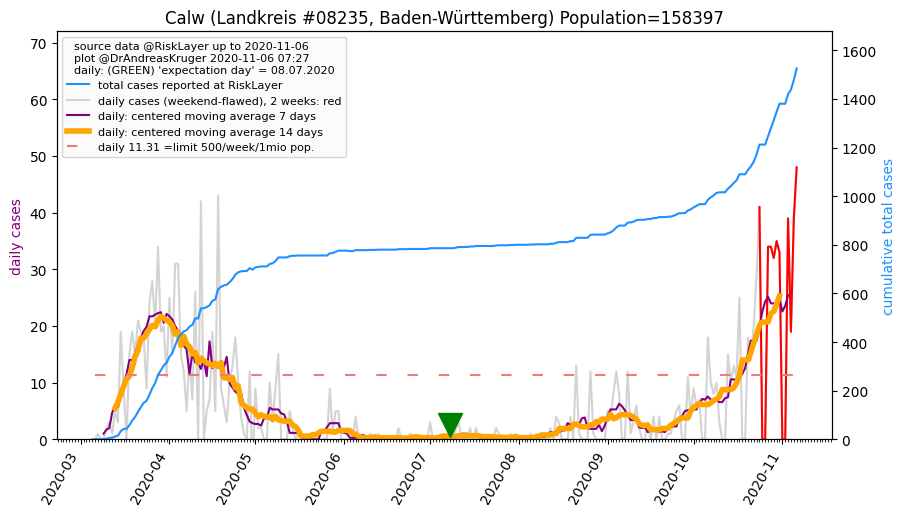 Calw (Landkreis #08235, Baden-Württemberg) Population=158397
source data @RiskLayer up to 2020-11-06
plot @DrAndreasKruger 2020-11-06 07:27
daily: (GREEN) 'expectation day' = 08.07.2020
total cases reported at RiskLayer
daily cases (weekend-flawed), 2 weeks: red
daily: centered moving average 7 days
daily: centered moving average 14 days
daily 11.31 =limit 500/week/1mio pop.
daily cases
70
60
50
40
30
20
10
0
cumulative total cases
1600
1400
1200
1000
800
600
400
200
0
2020-03
2020-04
2020-05
2020-06
2020-07
2020-08
2020-09
2020-10
2020-11